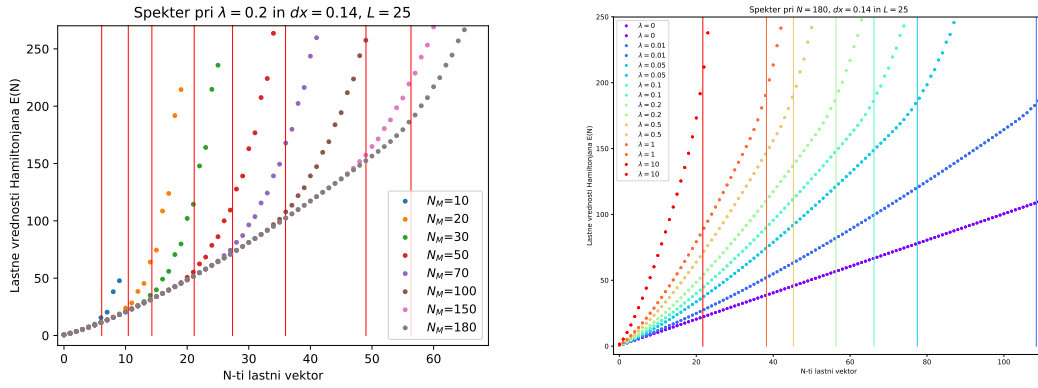 Spekter pri λ = 0.2 in dx = 0.14, L = 25
Lastne vrednosti Hamiltonjana E(N)
250
200
150
100
50
0
0 10 20 30 40 50 60
N-ti lastni vektor
N_M=10
N_M=20
N_M=30
N_M=50
N_M=70
N_M=100
N_M=150
N_M=180
Spekter pri N = 180, dx = 0.14 in L = 25
Lastne vrednosti Hamiltonjana E(N)
250
200
150
100
50
0
0 20 40 60 80 100
N-ti lastni vektor
λ = 0
λ = 0
λ = 0.01
λ = 0.01
λ = 0.05
λ = 0.05
λ = 0.1
λ = 0.1
λ = 0.2
λ = 0.2
λ = 0.5
λ = 0.5
λ = 1
λ = 1
λ = 10
λ = 10